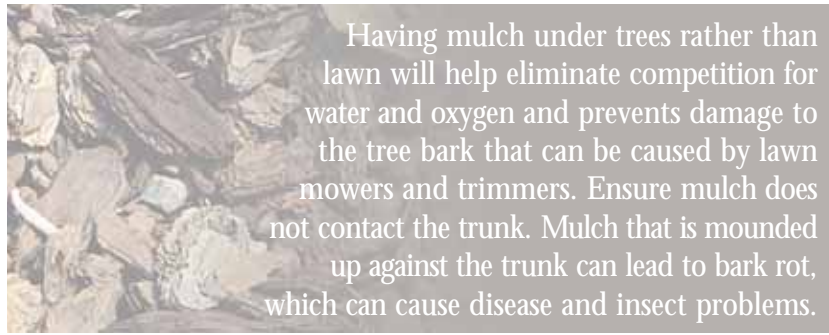 Having mulch under trees rather than
lawn will help eliminate competition for
water and oxygen and prevents damage to
the tree bark that can be caused by lawn
mowers and trimmers. Ensure mulch does
not contact the trunk. Mulch that is mounded
up against the trunk can lead to bark rot,
which can cause disease and insect problems.